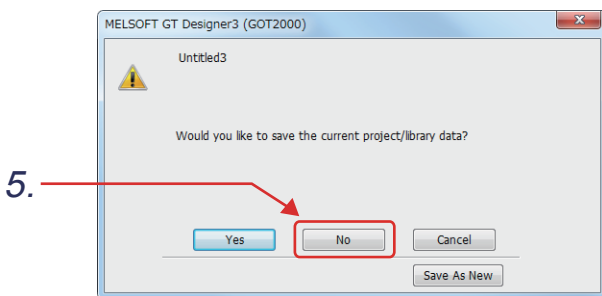 MELSOFT GT Designer3 (GOT2000)
Untitled3
Would you like to save the current project/library data?
5.
Yes No Cancel
Save As New